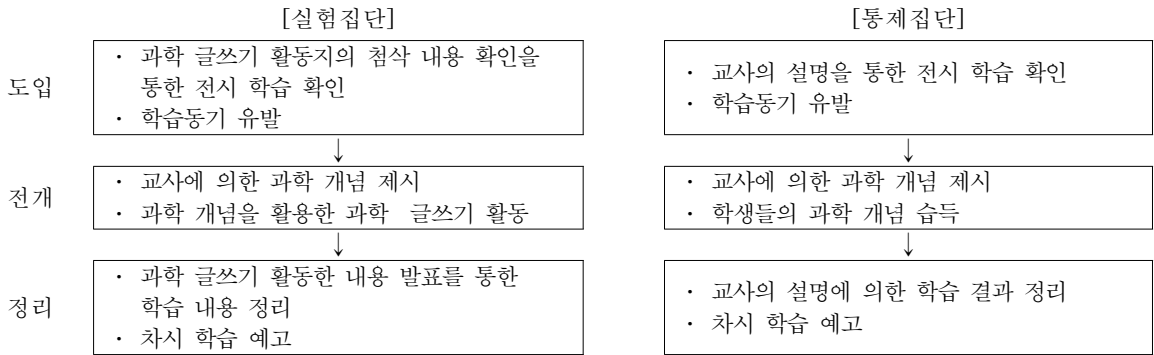 [실험집단]
[통제집단]
도입
· 과학 글쓰기 활동지의 첨삭 내용 확인을
통한 전시 학습 확인
· 학습동기 유발
· 교사의 설명을 통한 전시 학습 확인
· 학습동기 유발
↓
↓
전개
· 교사에 의한 과학 개념 제시
· 과학 개념을 활용한 과학 글쓰기 활동
· 교사에 의한 과학 개념 제시
· 학생들의 과학 개념 습득
↓
↓
정리
· 과학 글쓰기 활동한 내용 발표를 통한
학습 내용 정리
· 차시 학습 예고
· 교사의 설명에 의한 학습 결과 정리
· 차시 학습 예고